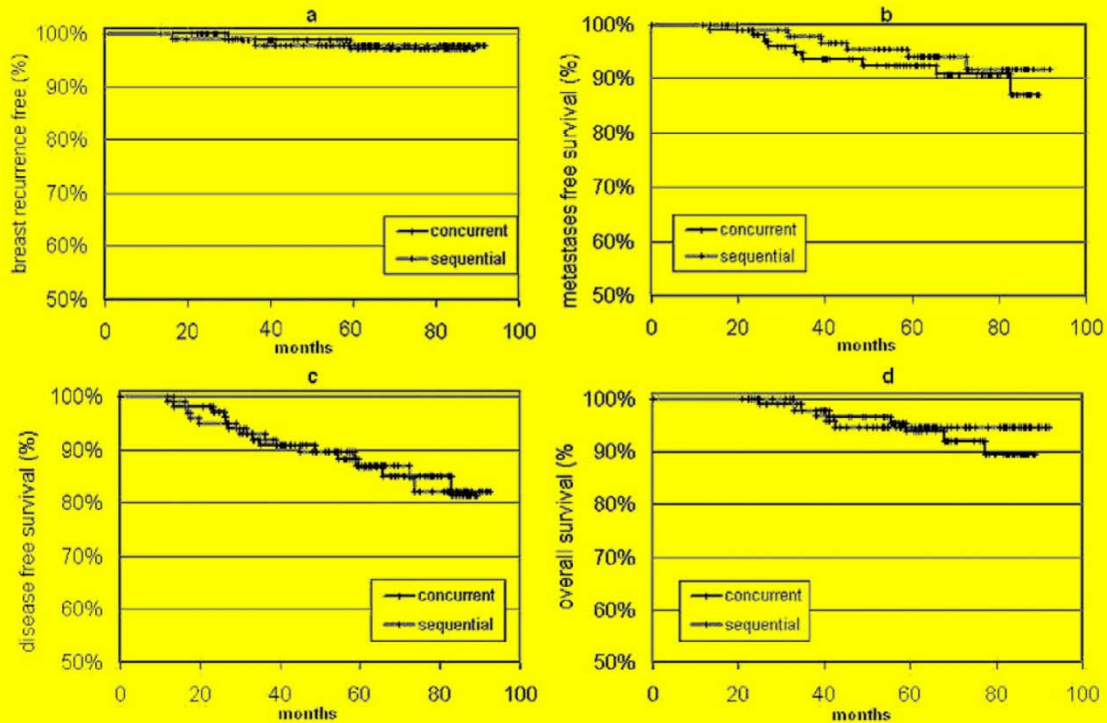 a
breast recurrence free (%)
100%
90%
80%
70%
60%
50%
concurrent
sequential
0 20 40 60 80 100
months
b
metastases free survival (%)
100%
90%
80%
70%
60%
50%
concurrent
sequential
0 20 40 60 80 100
months
c
disease free survival (%)
100%
90%
80%
70%
60%
50%
concurrent
sequential
0 20 40 60 80 100
months
d
overall survival (%
100%
90%
80%
70%
60%
50%
concurrent
sequential
0 20 40 60 80 100
months